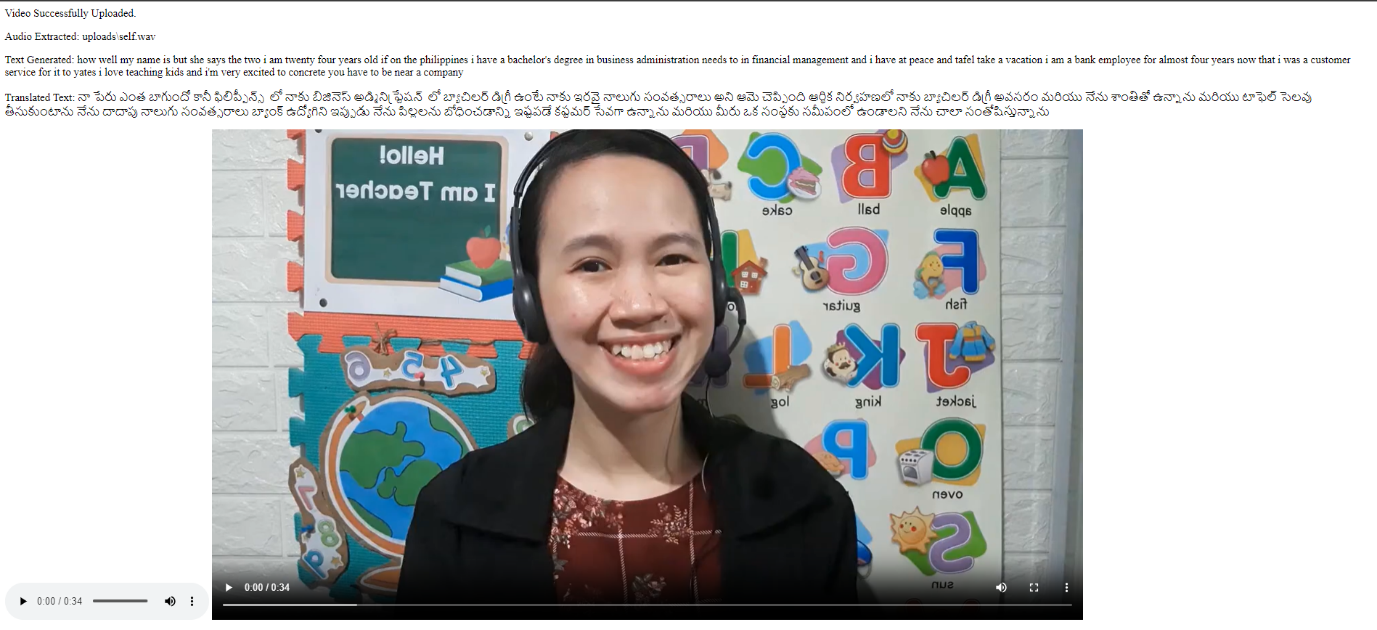 Video Successfully Uploaded.
Audio Extracted: uploads\self.wav
Text Generated: how well my name is but she says the two i am twenty four years old if on the philippines i have a bachelor's degree in business administration needs to in financial management and i have at peace and tafel take a vacation i am a bank employee for almost four years now that i was a customer
service for it to yates i love teaching kids and i'm very excited to concrete you have to be near a company
Translated Text: నా పేరు ఎంత బాగుందో కానీ ఫిలిప్పీన్స్ లో నాకు బిజినెస్ అడ్మినిస్ట్రేషన్ లో బ్యాచిలర్ డిగ్రీ ఉంటే నాకు ఇరవై నాలుగు సంవత్సరాలు అని ఆమె చెప్పింది ఆర్థిక నిర్వహణలో నాకు బ్యాచిలర్ డిగ్రీ అవసరం మరియు నేను శాంతితో ఉన్నాను మరియు టాఫెల్ సెలవు
తీసుకుంటాను నేను దాదాపు నాలుగు సంవత్సరాలు బ్యాంక్ ఉద్యోగిని ఇప్పుడు నేను పిల్లలను బోధించడాన్ని ఇష్టపడే కస్టమర్ సేవగా ఉన్నాను మరియు మీరు ఒక సంస్థకు సమీపంలో ఉండాలని నేను చాలా సంతోషిస్తున్నాను
Hello!
I am Teacher
C B A
cake ball apple
G F
guitar fish
I K J
log king jacket
P O
oven
S
sun
4 5 6
7
8
9
0:00 / 0:34
0:00 / 0:34